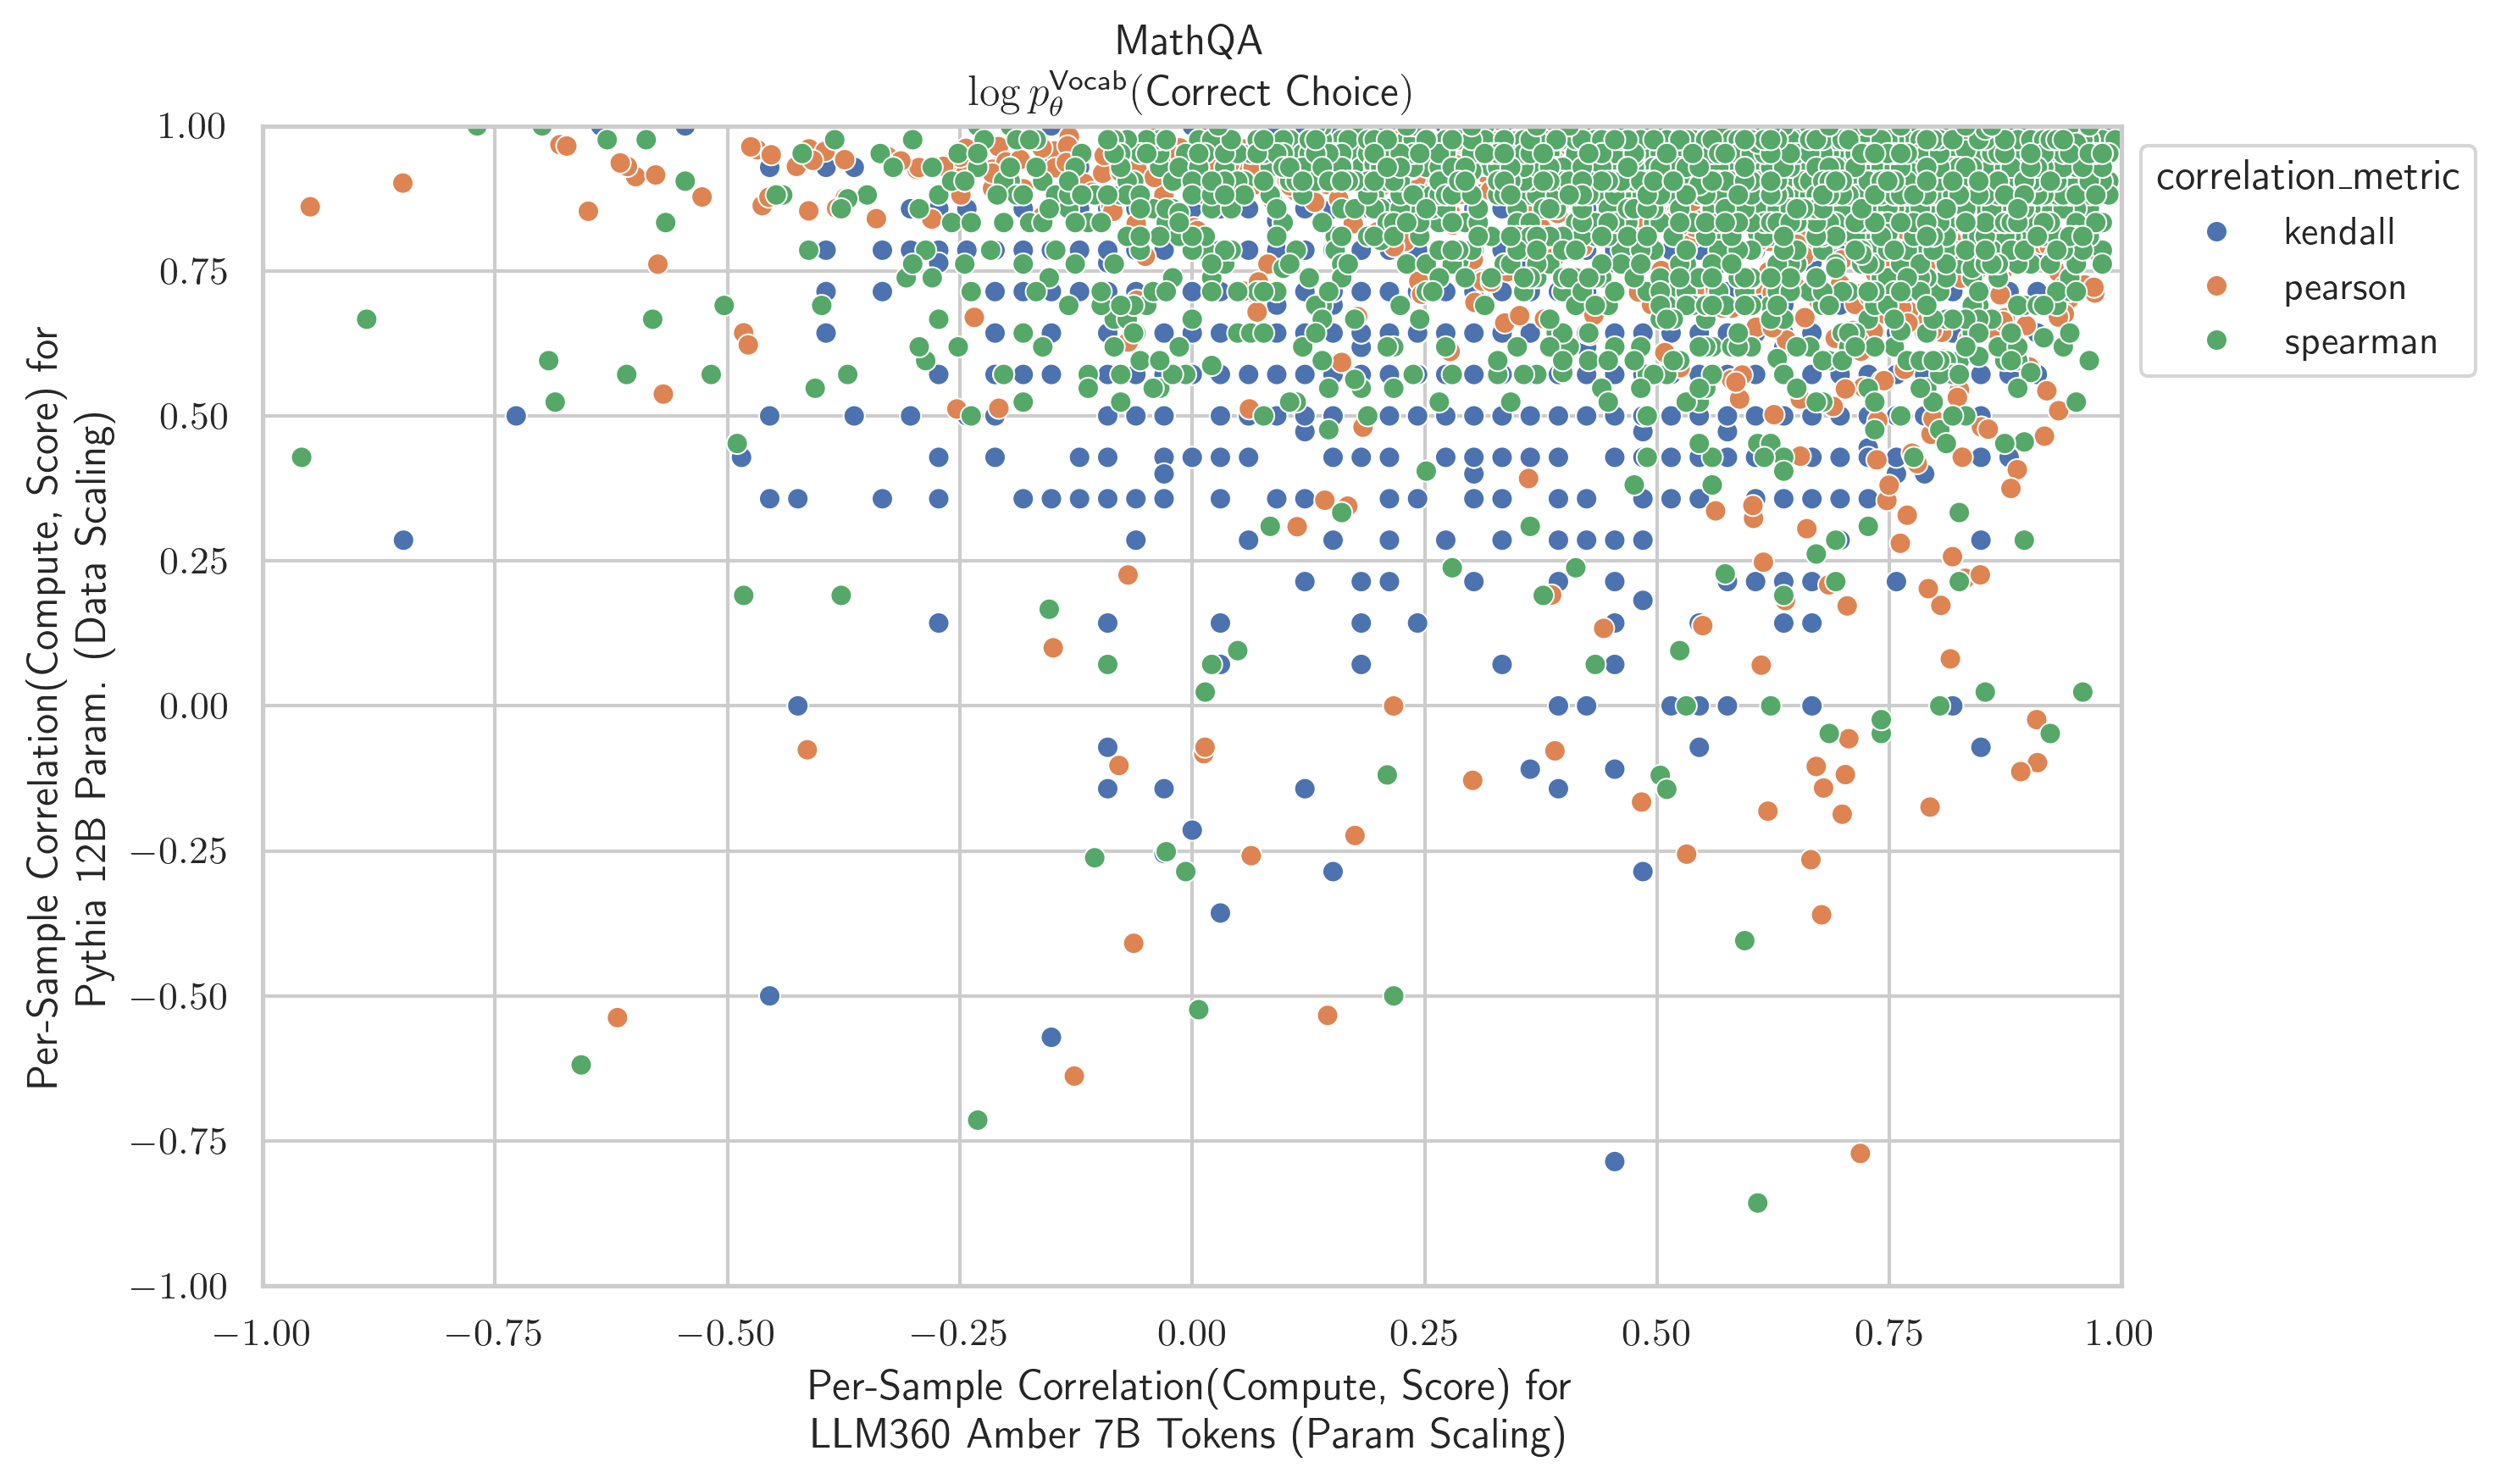 MathQA
log p_θ^Vocab(Correct Choice)
Per-Sample Correlation(Compute, Score) for
Pythia 12B Param. (Data Scaling)
1.00
0.75
0.50
0.25
0.00
−0.25
−0.50
−0.75
−1.00
−1.00 −0.75 −0.50 −0.25 0.00 0.25 0.50 0.75 1.00
Per-Sample Correlation(Compute, Score) for
LLM360 Amber 7B Tokens (Param Scaling)
correlation_metric
kendall
pearson
spearman